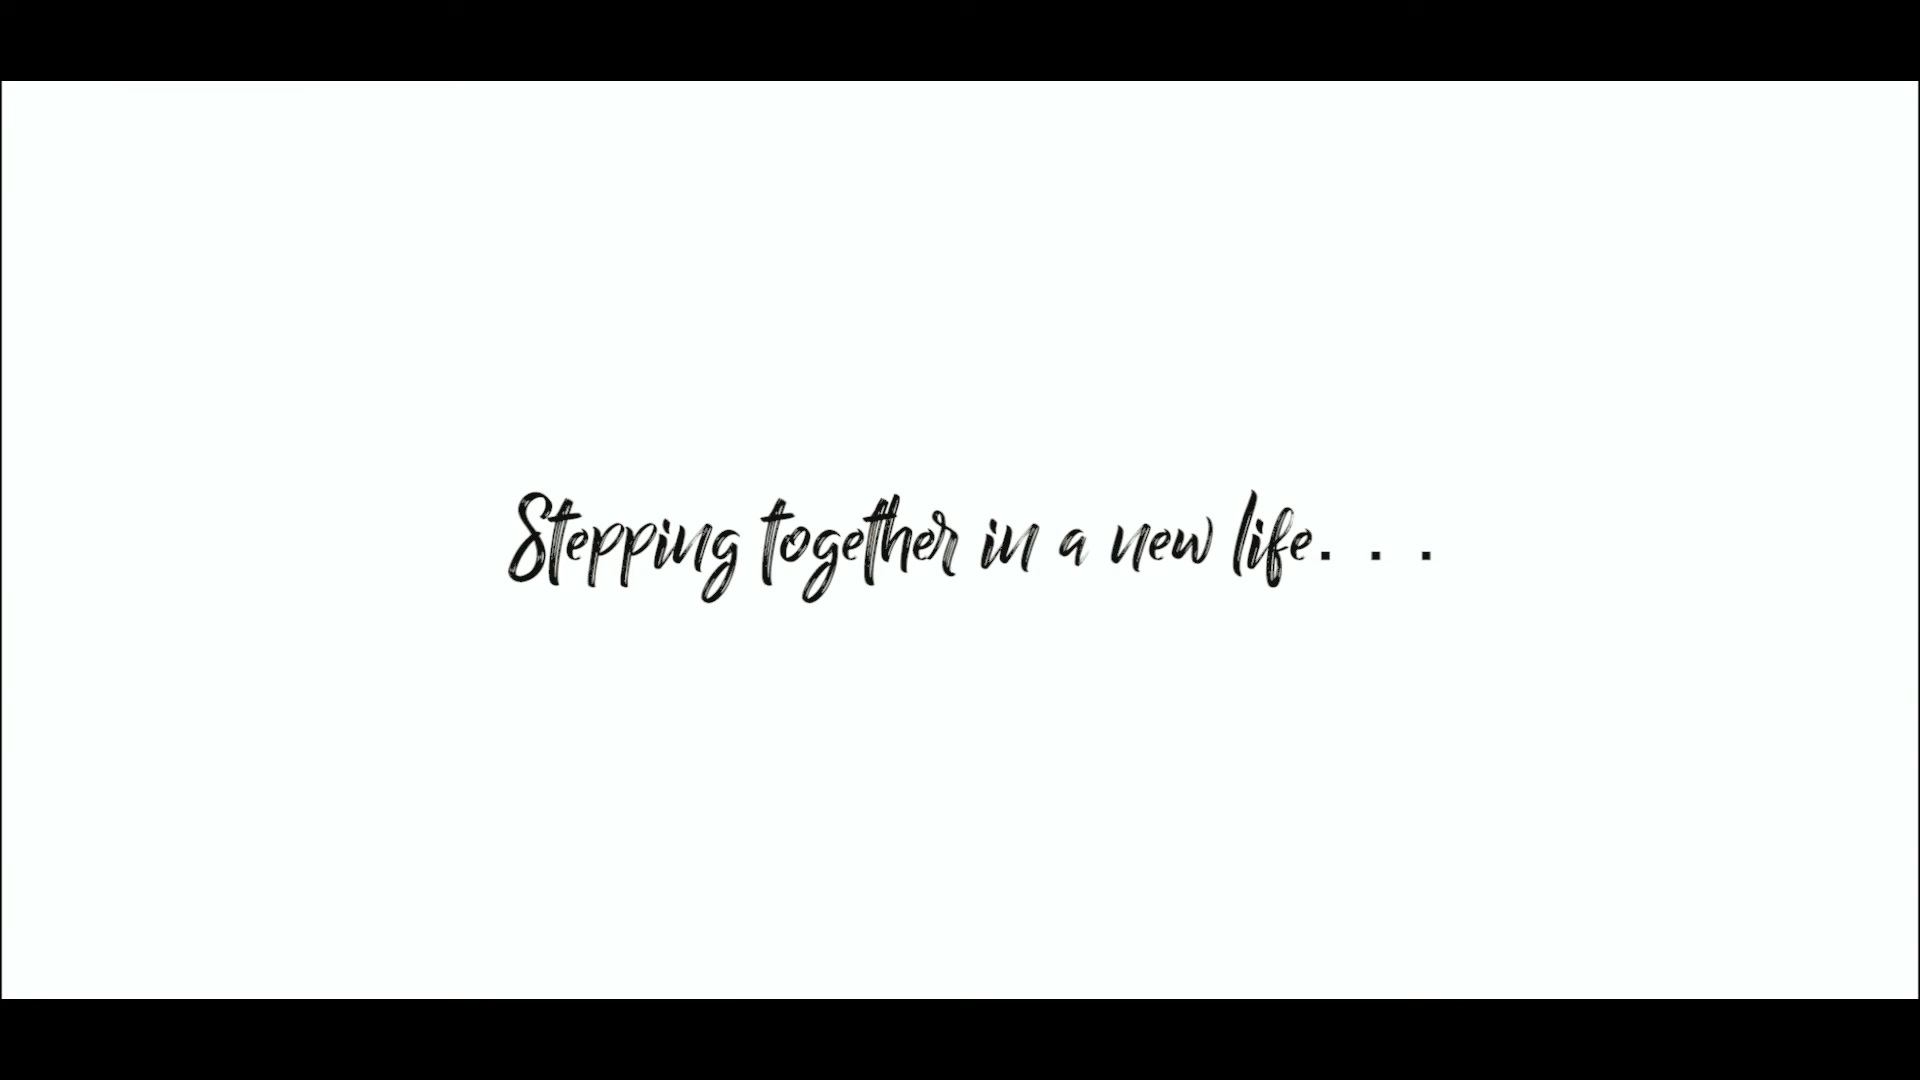 Stepping together in a new life. . .